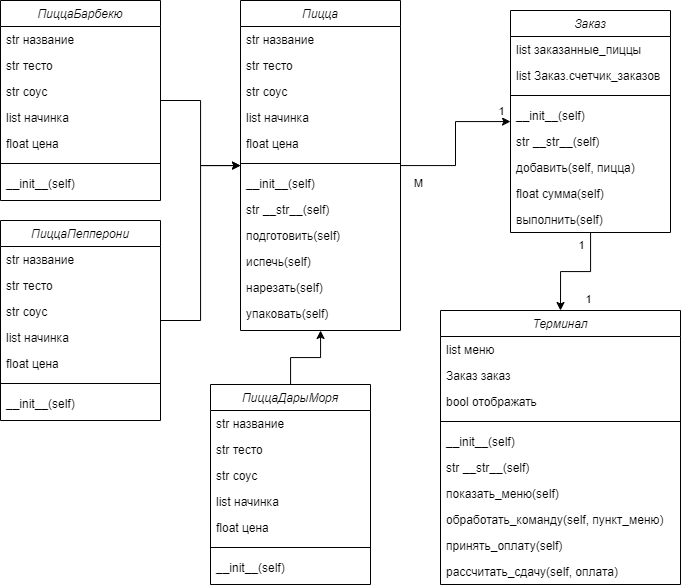 ПиццаБарбекю
str название
str тесто
str соус
list начинка
float цена
__init__(self)
ПиццаПепперони
str название
str тесто
str соус
list начинка
float цена
__init__(self)
Пицца
str название
str тесто
str соус
list начинка
float цена
__init__(self)
str __str__(self)
подготовить(self)
испечь(self)
нарезать(self)
упаковать(self)
ПиццаДарыМоря
str название
str тесто
str соус
list начинка
float цена
__init__(self)
M
1
Заказ
list заказанные_пиццы
list Заказ.счетчик_заказов
__init__(self)
str __str__(self)
добавить(self, пицца)
float сумма(self)
выполнить(self)
1
1
Терминал
list меню
Заказ заказ
bool отображать
__init__(self)
str __str__(self)
показать_меню(self)
обработать_команду(self, пункт_меню)
принять_оплату(self)
рассчитать_сдачу(self, оплата)